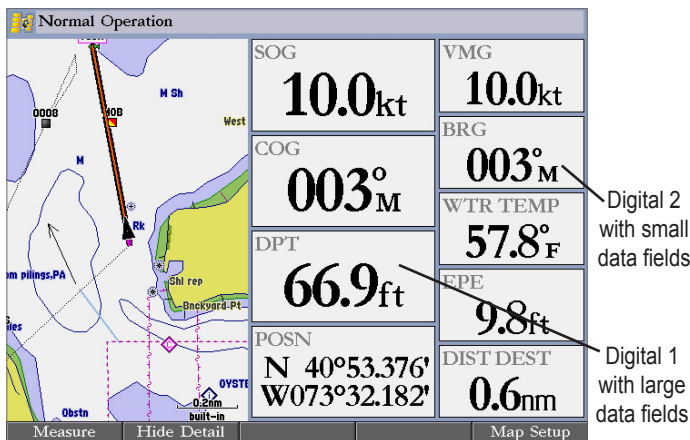 Normal Operation
0008
MOB
M Sh
West
M
Rk
om pilings,PA
Shl rep
Bnckyard-Pt
OYSTE
0.2nm
built-in
Obstn
SOG
10.0kt
COG
003°M
DPT
66.9ft
POSN
N 40°53.376'
W073°32.182'
VMG
10.0kt
BRG
003°M
WTR TEMP
57.8°F
EPE
9.8ft
DIST DEST
0.6nm
Measure
Hide Detail
Map Setup
Digital 2
with small
data fields
Digital 1
with large
data fields